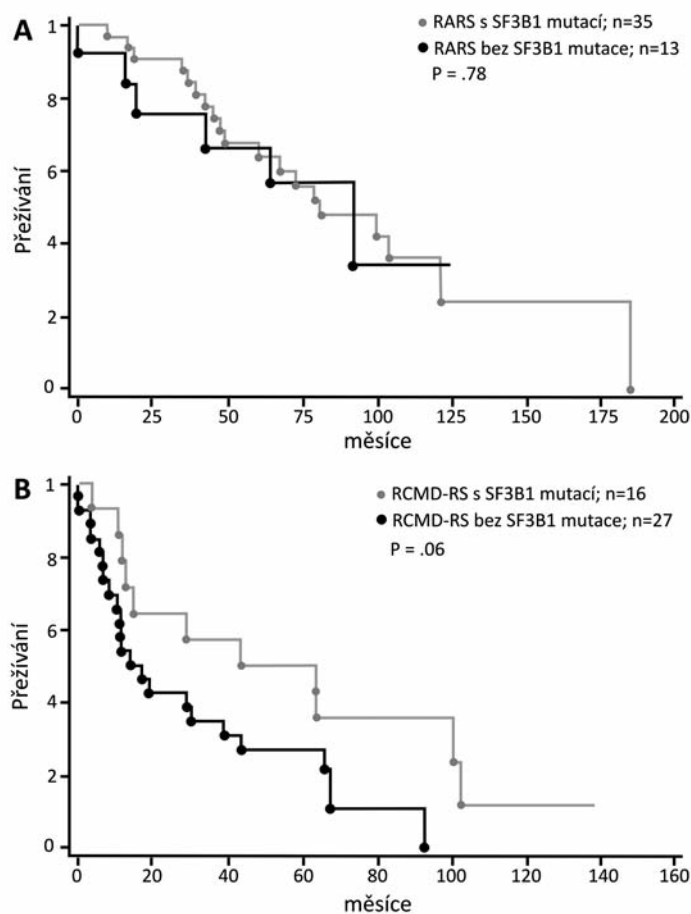 A
RARS s SF3B1 mutací; n=35
RARS bez SF3B1 mutace; n=13
P = .78
Přežívání
1
8
6
4
2
0
0 25 50 75 100 125 175 200
měsíce
B
RCMD-RS s SF3B1 mutací; n=16
RCMD-RS bez SF3B1 mutace; n=27
P = .06
Přežívání
1
8
6
4
2
0
0 20 40 60 80 100 120 140 160
měsíce